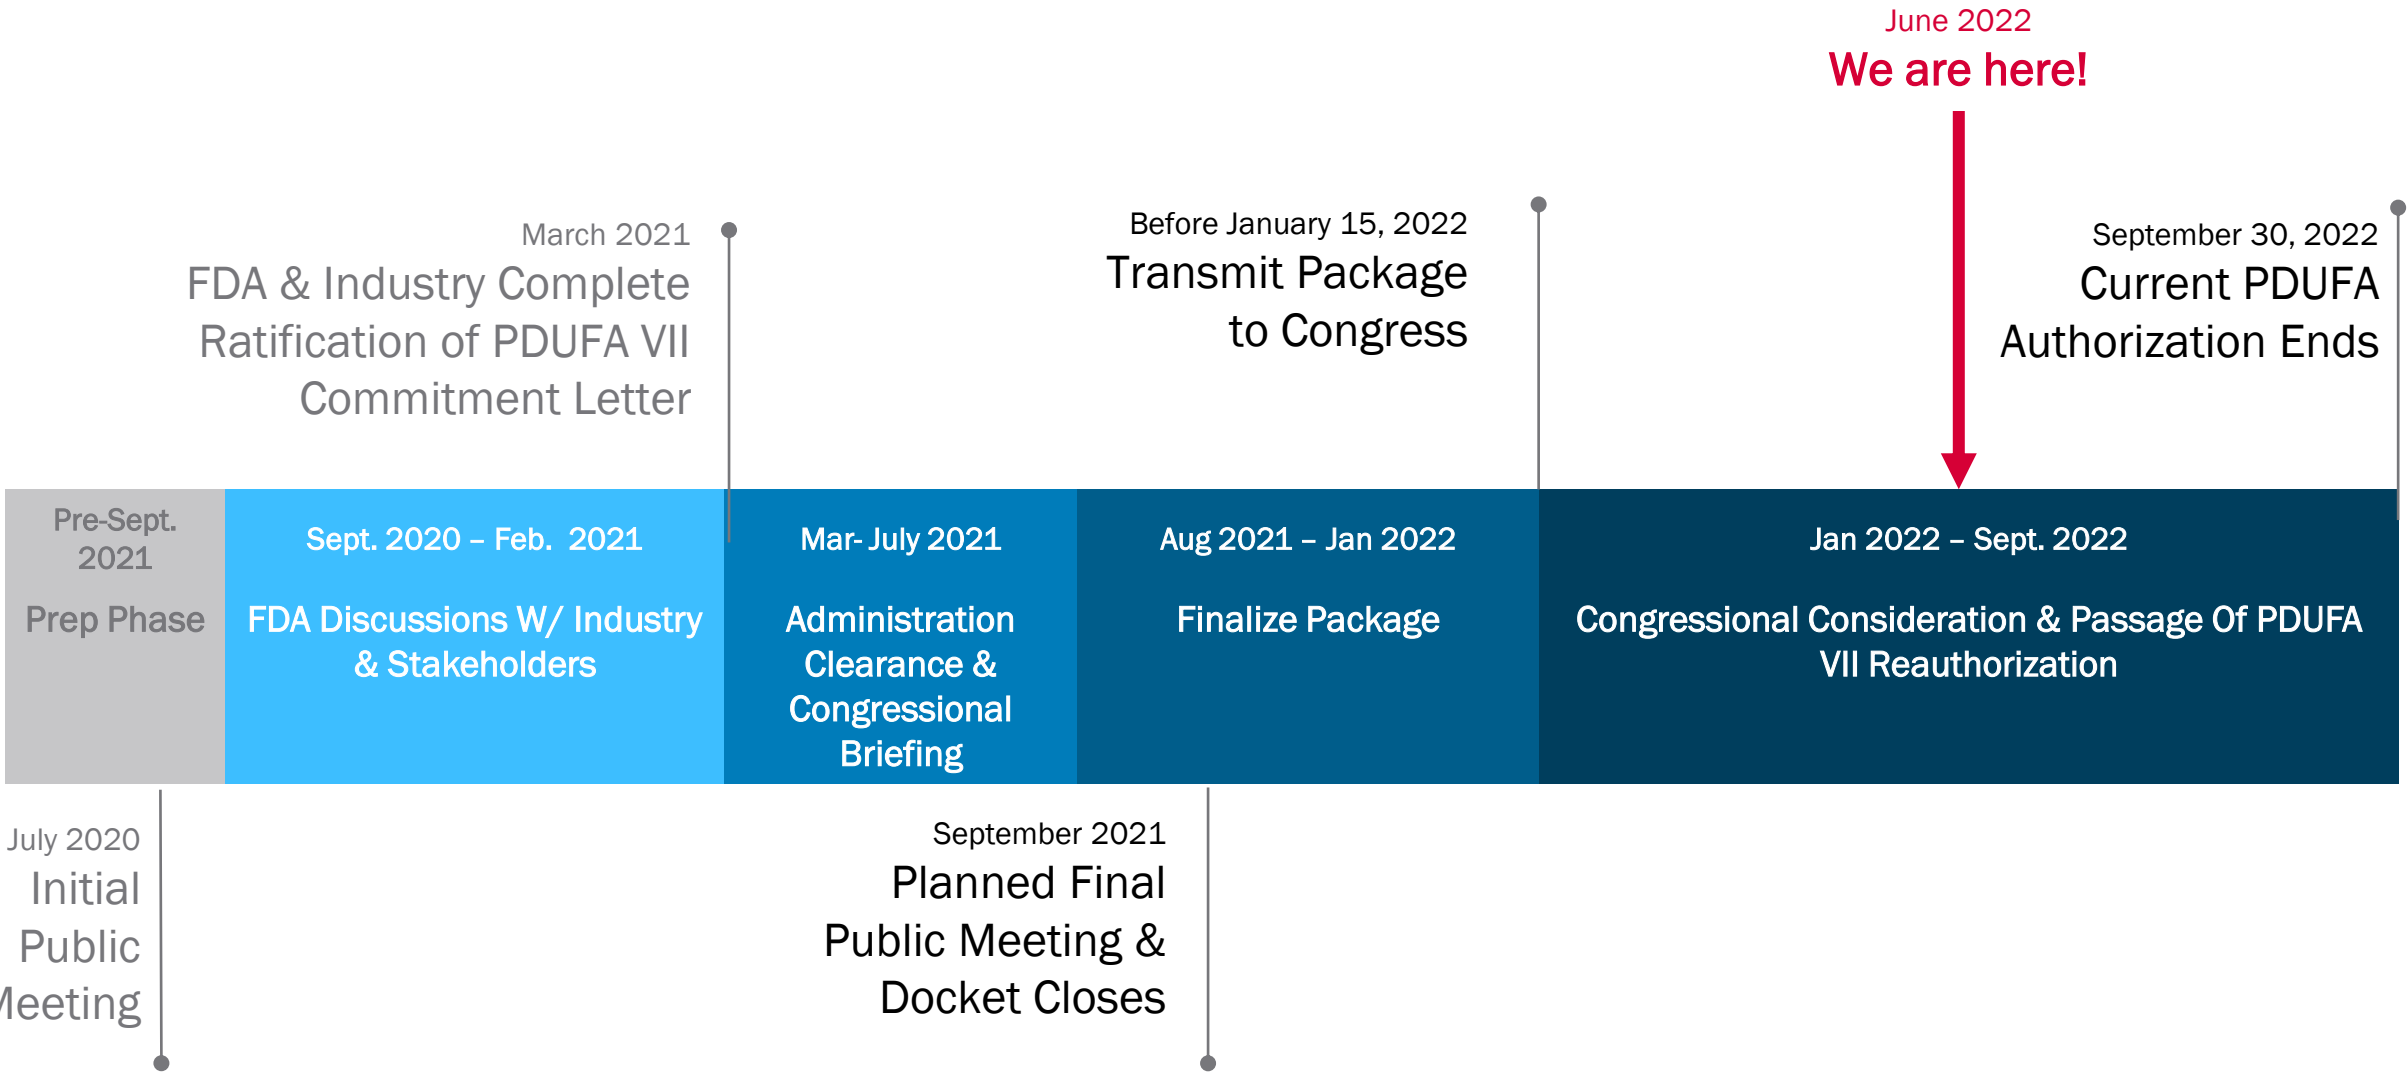 June 2022
We are here!
March 2021
FDA & Industry Complete
Ratification of PDUFA VII
Commitment Letter
Before January 15, 2022
Transmit Package
to Congress
September 30, 2022
Current PDUFA
Authorization Ends
Pre-Sept.
2021
Prep Phase
Sept. 2020 – Feb.  2021
FDA Discussions W/ Industry
& Stakeholders
Mar- July 2021
Administration
Clearance &
Congressional
Briefing
Aug 2021 – Jan 2022
Finalize Package
Jan 2022 – Sept. 2022
Congressional Consideration & Passage Of PDUFA
VII Reauthorization
July 2020
Initial
Public
Meeting
September 2021
Planned Final
Public Meeting &
Docket Closes